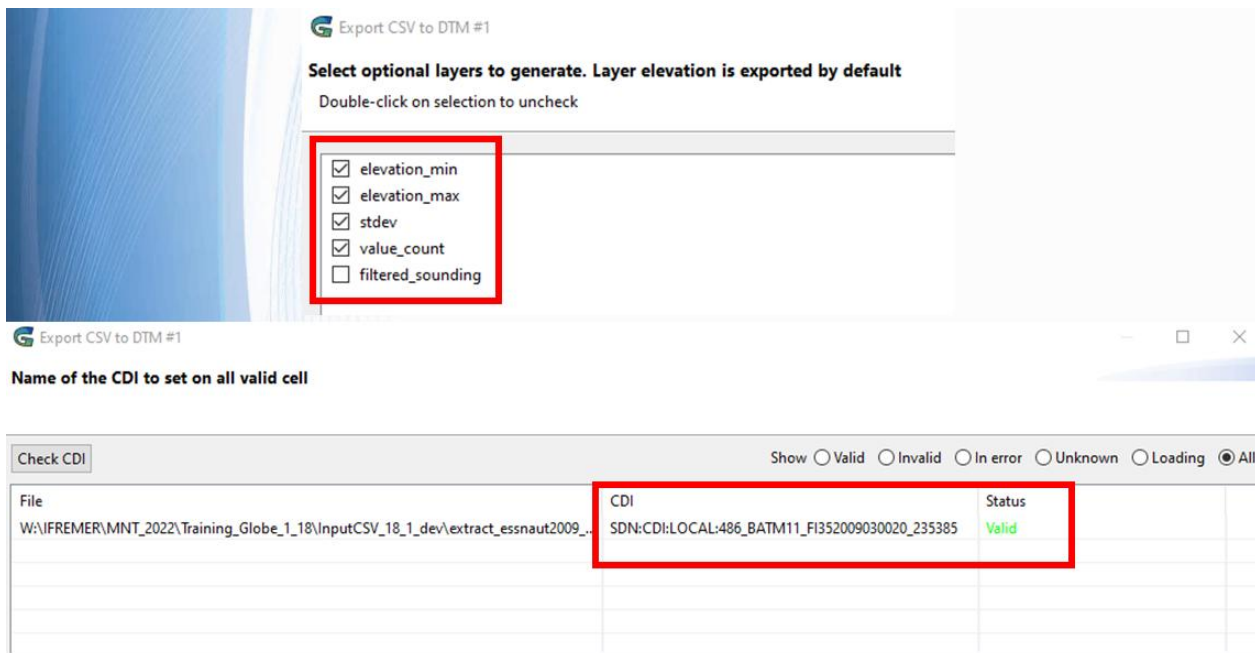 Export CSV to DTM #1
Select optional layers to generate. Layer elevation is exported by default
Double-click on selection to uncheck
elevation_min
elevation_max
stdev
value_count
filtered_sounding
Export CSV to DTM #1
Name of the CDI to set on all valid cell
Check CDI Show Valid Invalid In error Unknown Loading All
File CDI Status
W:\IFREMER\MNT_2022\Training_Globe_1_18\InputCSV_18_1_dev\extract_essnaut2009_... SDN:CDI:LOCAL:486_BATM11_FI352009030020_235385 Valid